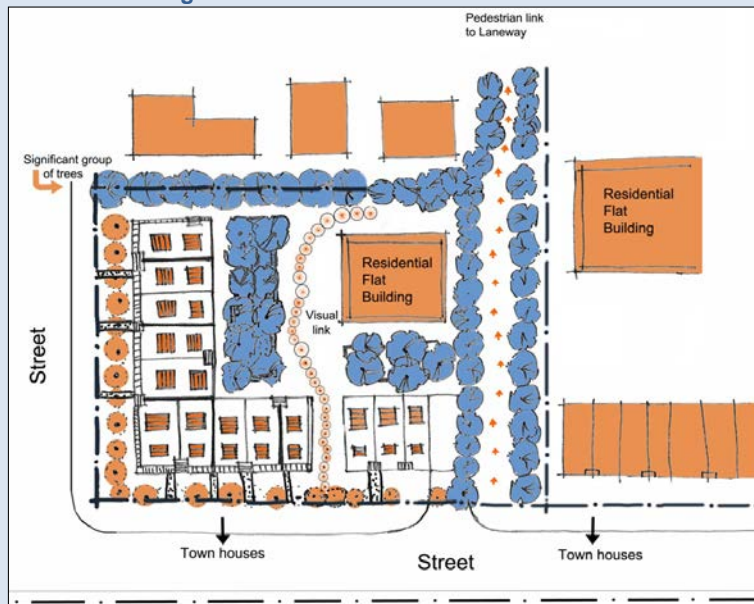 Pedestrian link
to Laneway
Significant group
of trees
Residential
Flat
Building
Residential
Flat
Building
Visual
link
Street
Town houses
Street
Town houses